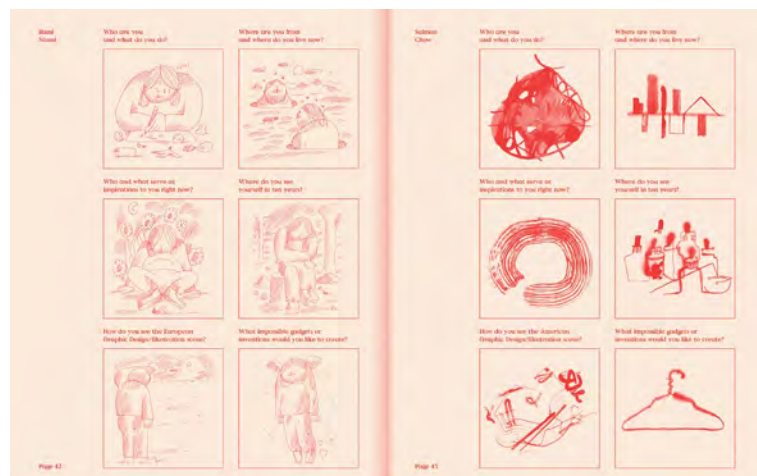 Who are you
and what do you do?
Where are you from
and where do you live now?
Who and what serve as
inspirations to you right now?
Where do you see
yourself in ten years?
How do you see the European
Graphic Design/Illustration scene?
What impossible gadgets or
inventions would you like to create?
Page 42
Chow
Who are you
and what do you do?
Where are you from
and where do you live now?
Who and what serve as
inspirations to you right now?
Where do you see
yourself in ten years?
How do you see the American
Graphic Design/Illustration scene?
What impossible gadgets or
inventions would you like to create?
Page 43